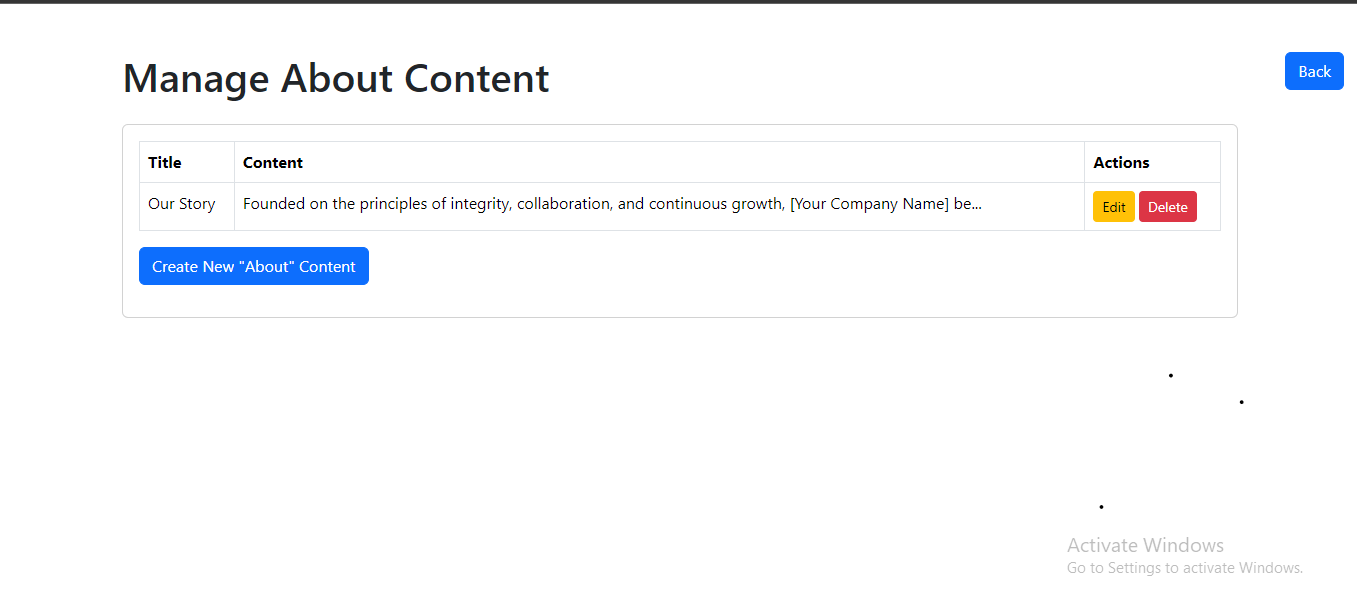 Manage About Content
Back
Title Content Actions
Our Story Founded on the principles of integrity, collaboration, and continuous growth, [Your Company Name] be... Edit Delete
Create New "About" Content
Activate Windows
Go to Settings to activate Windows.